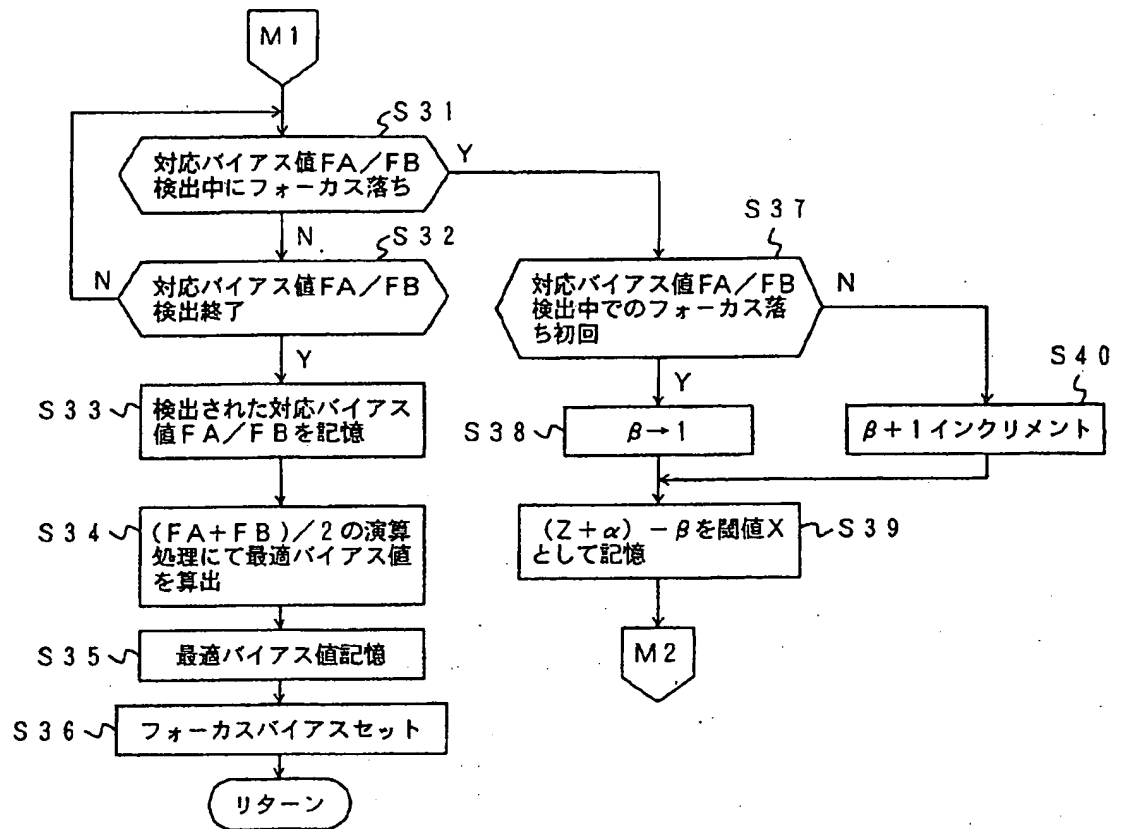 M1
S31
対応バイアス値FA／FB
検出中にフォーカス落ち
Y
N
S32
対応バイアス値FA／FB
検出終了
N
Y
S33
検出された対応バイアス
値FA／FBを記憶
S34
(FA+FB)／2の演算
処理にて最適バイアス値
を算出
S35
最適バイアス値記憶
S36
フォーカスバイアスセット
リターン
S37
対応バイアス値FA／FB
検出中でのフォーカス落
ち初回
N
Y
S38
β→1
S40
β+1インクリメント
(Z+α)−βを閾値X
として記憶
S39
M2